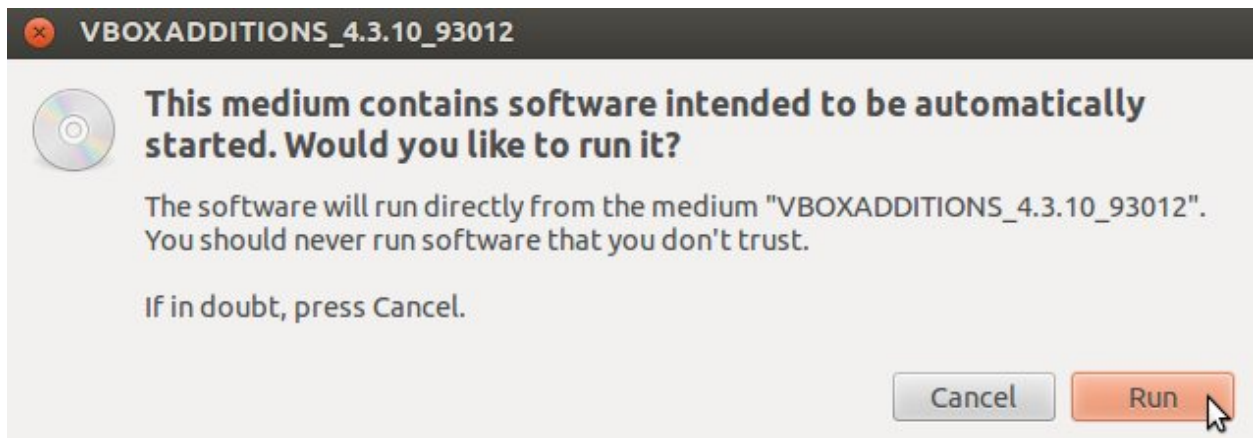 VBOXADDITIONS_4.3.10_93012
This medium contains software intended to be automatically
started. Would you like to run it?
The software will run directly from the medium "VBOXADDITIONS_4.3.10_93012".
You should never run software that you don't trust.
If in doubt, press Cancel.
Cancel Run